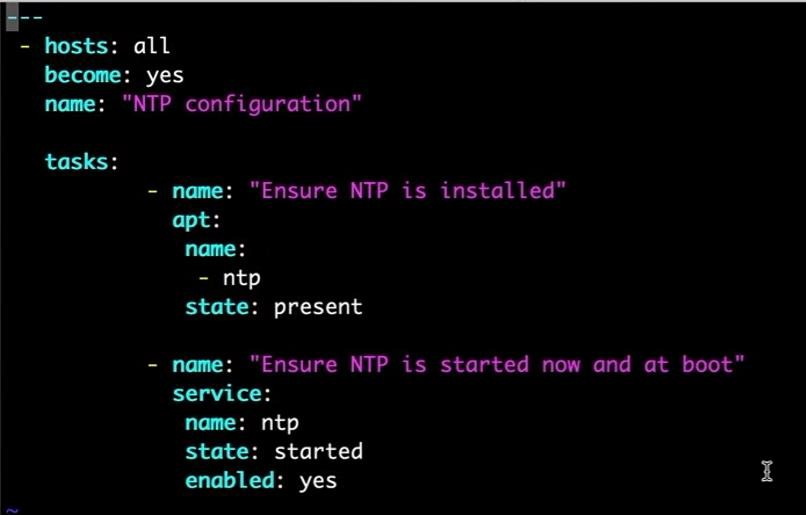 ---
 - hosts: all
   become: yes
   name: "NTP configuration"

   tasks:
           - name: "Ensure NTP is installed"
             apt:
              name:
               - ntp
              state: present

           - name: "Ensure NTP is started now and at boot"
             service:
              name: ntp
              state: started
              enabled: yes
~